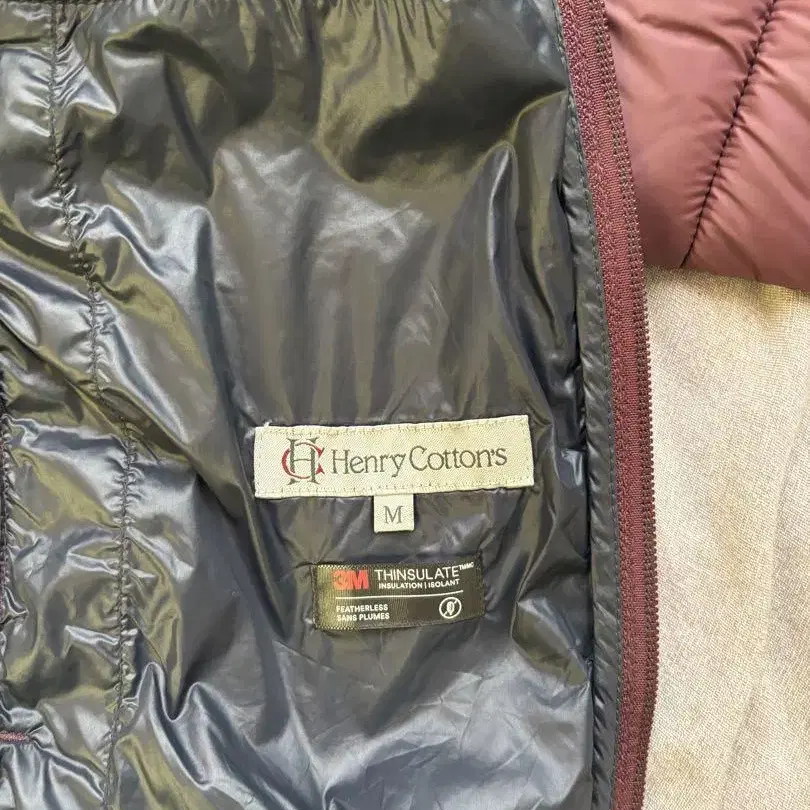 HC Henry Cotton's
M
3M THINSULATE™MC
INSULATION | ISOLANT
FEATHERLESS
SANS PLUMES